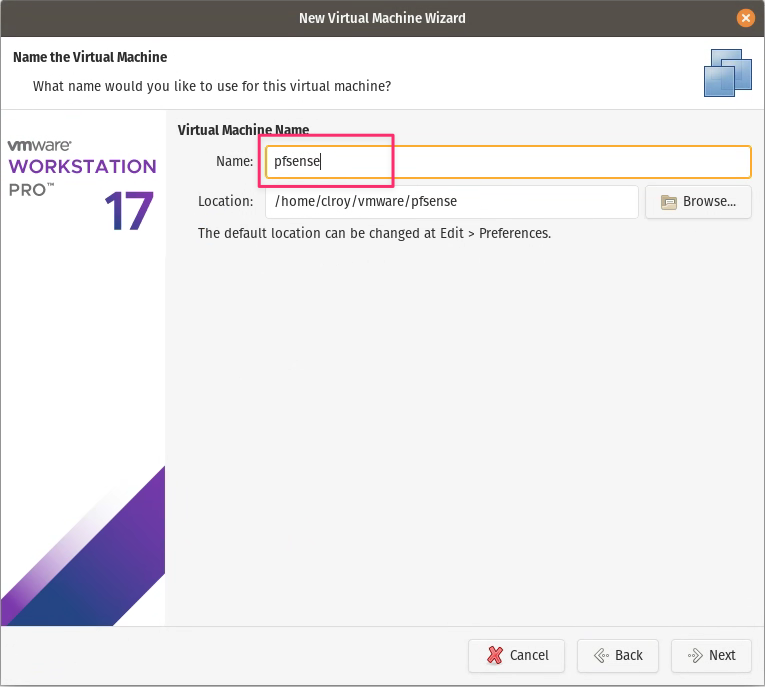 New Virtual Machine Wizard
Name the Virtual Machine
What name would you like to use for this virtual machine?
vmware®
WORKSTATION
PRO™
17
Virtual Machine Name
Name: pfsense
Location: /home/clroy/vmware/pfsense Browse...
The default location can be changed at Edit > Preferences.
Cancel Back Next